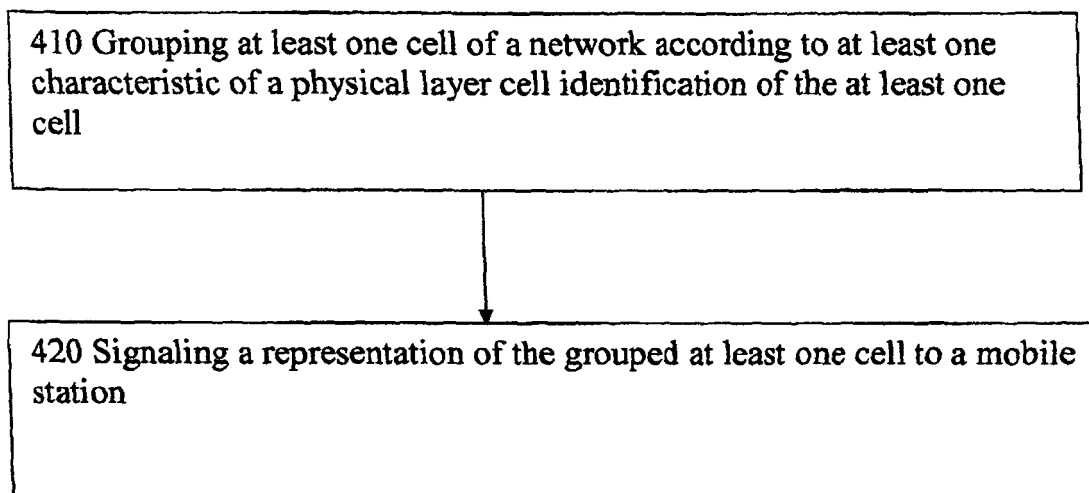 410 Grouping at least one cell of a network according to at least one
characteristic of a physical layer cell identification of the at least one
cell
420 Signaling a representation of the grouped at least one cell to a mobile
station